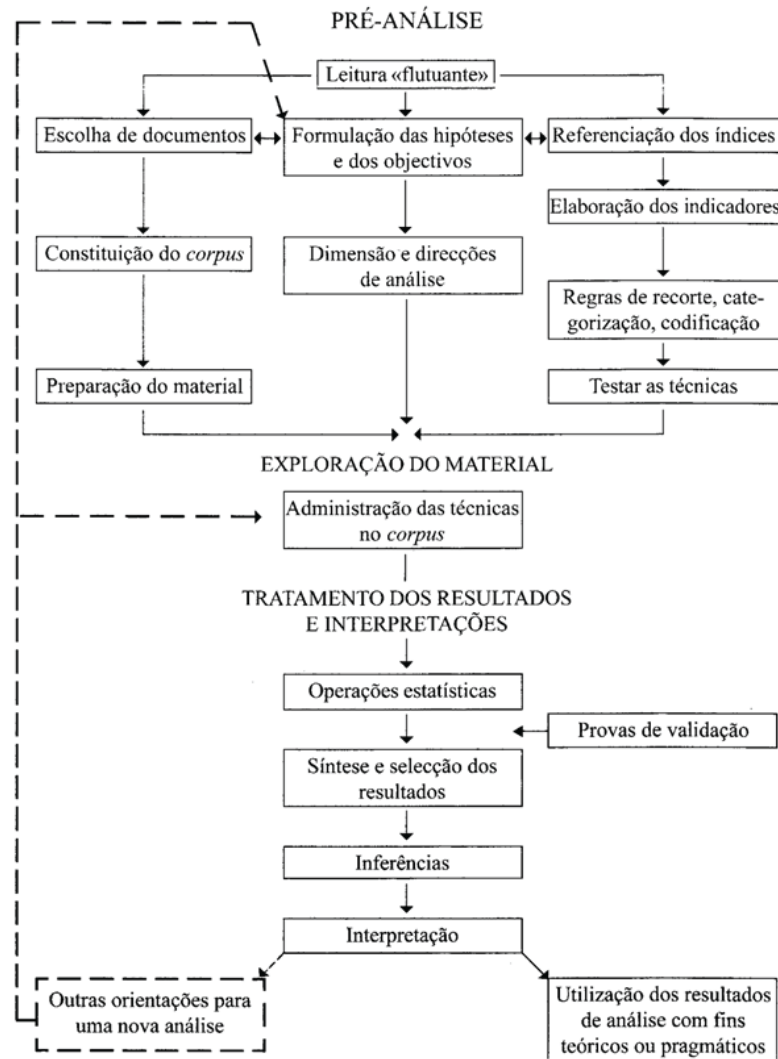 PRÉ-ANÁLISE
Leitura «flutuante»
Escolha de documentos
Formulação das hipóteses
e dos objectivos
Referenciação dos índices
Elaboração dos indicadores
Constituição do corpus
Dimensão e direcções
de análise
Regras de recorte, cate-
gorização, codificação
Preparação do material
Testar as técnicas
EXPLORAÇÃO DO MATERIAL
Administração das técnicas
no corpus
TRATAMENTO DOS RESULTADOS
E INTERPRETAÇÕES
Operações estatísticas
Provas de validação
Síntese e selecção dos
resultados
Inferências
Interpretação
Outras orientações para
uma nova análise
Utilização dos resultados
de análise com fins
teóricos ou pragmáticos